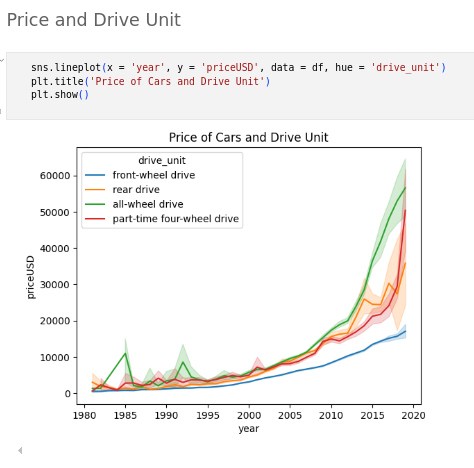 Price and Drive Unit
sns.lineplot(x = 'year', y = 'priceUSD', data = df, hue = 'drive_unit')
plt.title('Price of Cars and Drive Unit')
plt.show()
Price of Cars and Drive Unit
drive_unit
front-wheel drive
rear drive
all-wheel drive
part-time four-wheel drive
60000
50000
40000
30000
20000
10000
0
priceUSD
1980 1985 1990 1995 2000 2005 2010 2015 2020
year